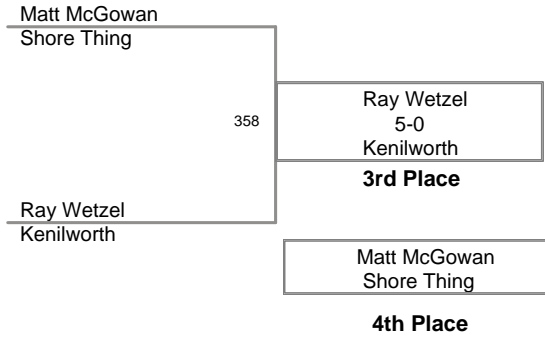 Matt McGowan
Shore Thing
358
Ray Wetzel
5-0
Kenilworth
3rd Place
Ray Wetzel
Kenilworth
Matt McGowan
Shore Thing
4th Place